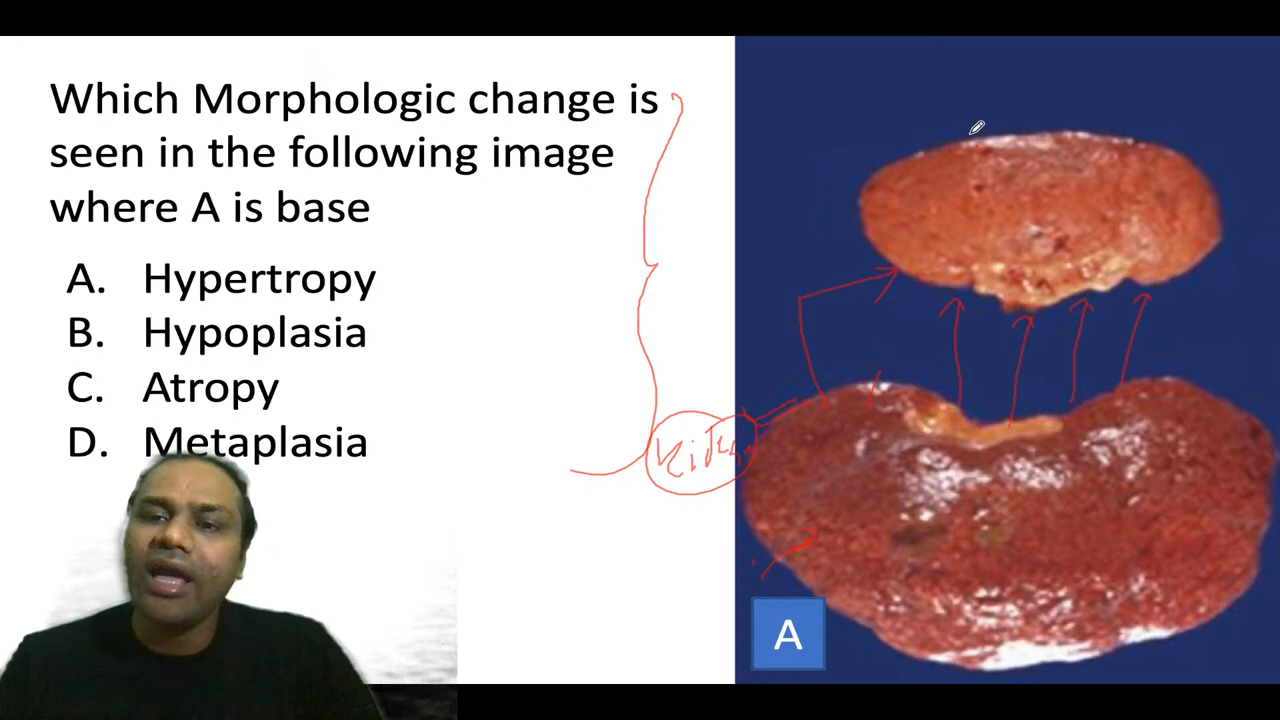 Which Morphologic change is
seen in the following image
where A is base
A. Hypertropy
B. Hypoplasia
C. Atropy
D. Metaplasia
A